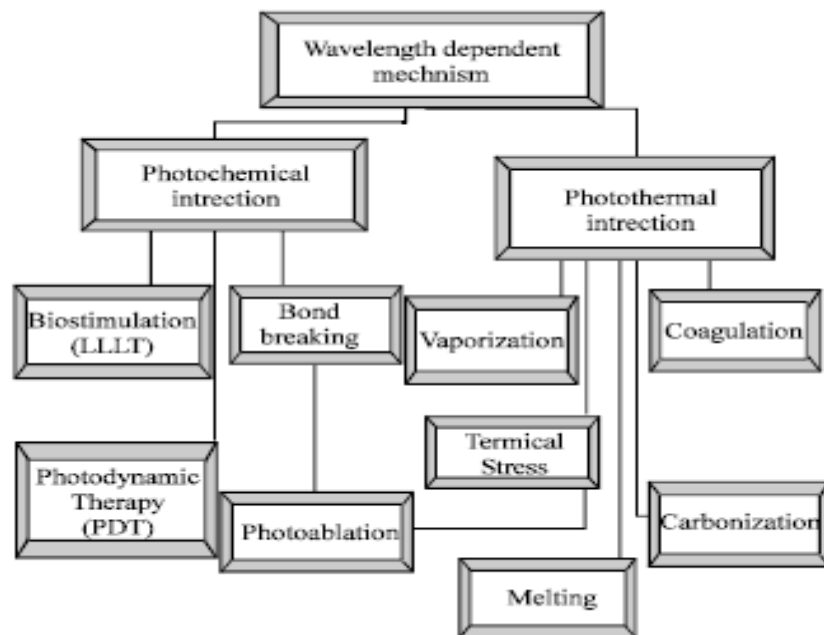 Wavelength dependent
mechnism
Photochemical
intrection
Photothermal
intrection
Biostimulation
(LLLT)
Bond
breaking
Vaporization
Coagulation
Photodynamic
Therapy
(PDT)
Termical
Stress
Photoablation
Carbonization
Melting